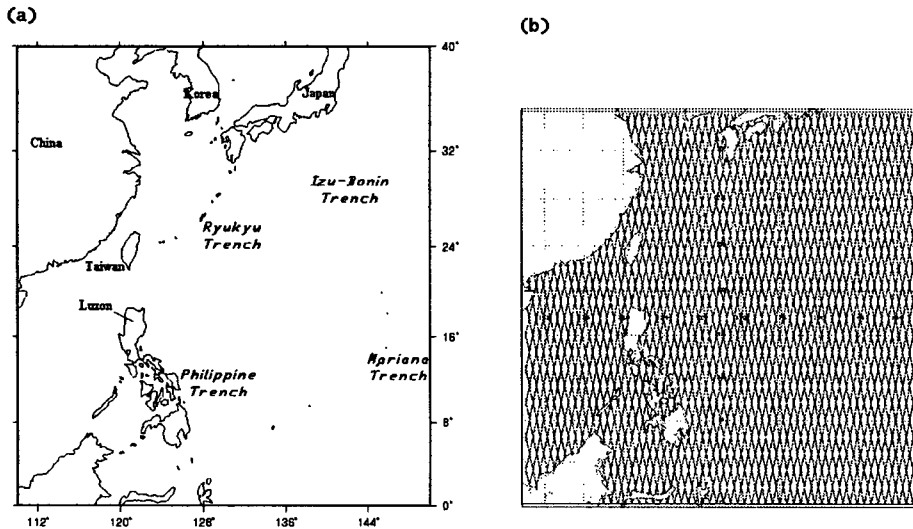 (a)
(b)
40°
Korea
Japan
China
32°
Izu-Bonin
Trench
Ryukyu
Trench
24°
Taiwan
Luzon
16°
Mariana
Trench
Philippine
Trench
8°
0°
112°
120°
128°
136°
144°